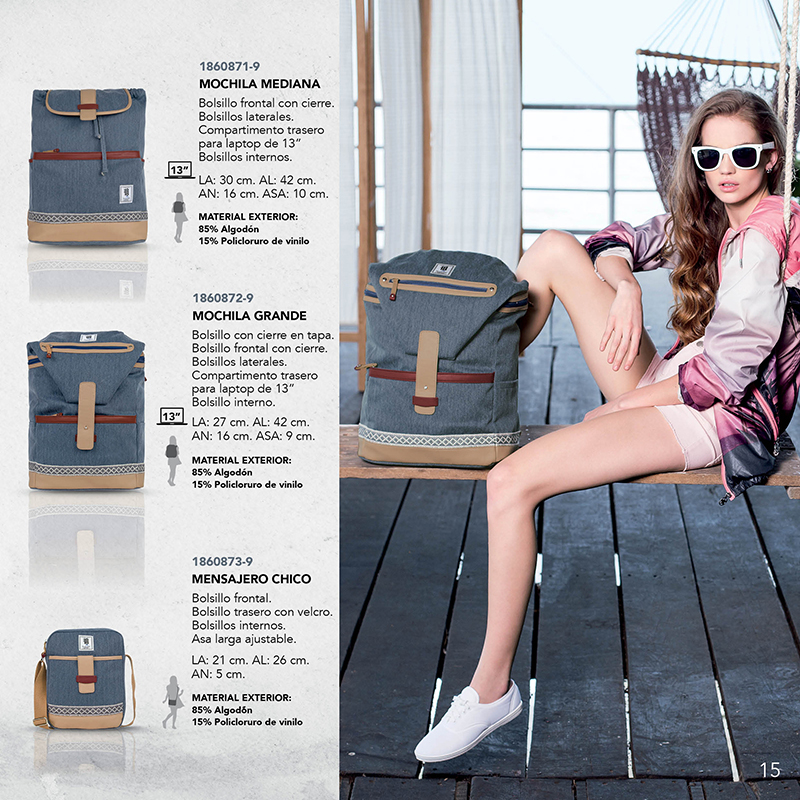 1860871-9
MOCHILA MEDIANA
Bolsillo frontal con cierre.
Bolsillos laterales.
Compartimento trasero
para laptop de 13”
Bolsillos internos.
13”
LA: 30 cm. AL: 42 cm.
AN: 16 cm. ASA: 10 cm.
MATERIAL EXTERIOR:
85% Algodón
15% Policloruro de vinilo
1860872-9
MOCHILA GRANDE
Bolsillo con cierre en tapa.
Bolsillo frontal con cierre.
Bolsillos laterales.
Compartimento trasero
para laptop de 13”
Bolsillo interno.
13”
LA: 27 cm. AL: 42 cm.
AN: 16 cm. ASA: 9 cm.
MATERIAL EXTERIOR:
85% Algodón
15% Policloruro de vinilo
1860873-9
MENSAJERO CHICO
Bolsillo frontal.
Bolsillo trasero con velcro.
Bolsillos internos.
Asa larga ajustable.
LA: 21 cm. AL: 26 cm.
AN: 5 cm.
MATERIAL EXTERIOR:
85% Algodón
15% Policloruro de vinilo
15